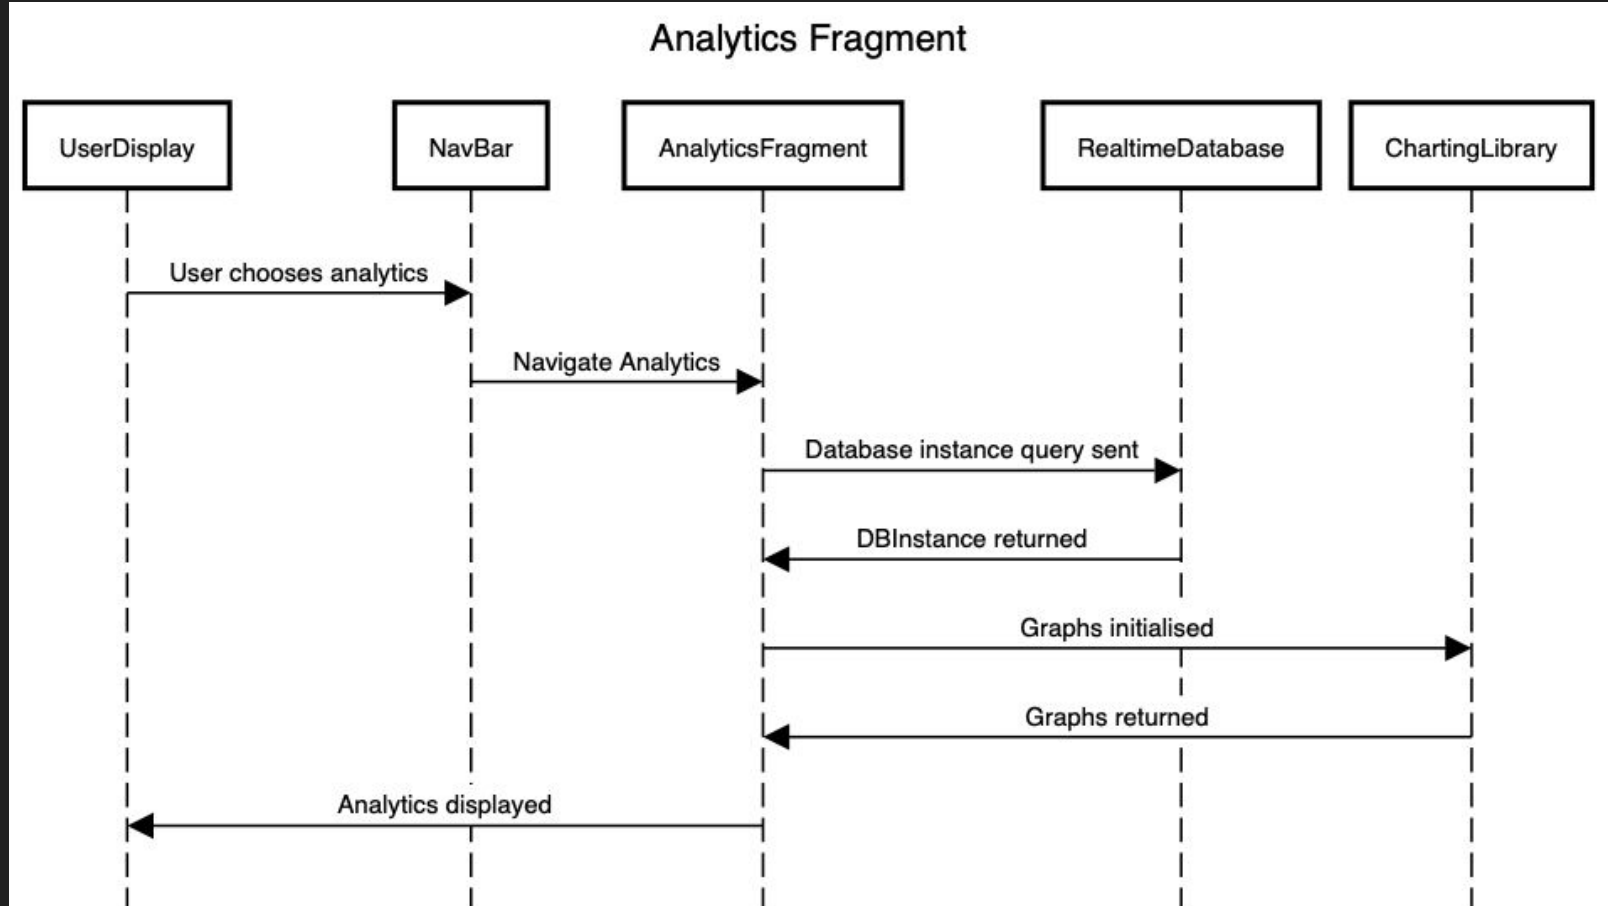 Analytics Fragment
UserDisplay
NavBar
AnalyticsFragment
RealtimeDatabase
ChartingLibrary
User chooses analytics
Navigate Analytics
Database instance query sent
DBInstance returned
Graphs initialised
Graphs returned
Analytics displayed